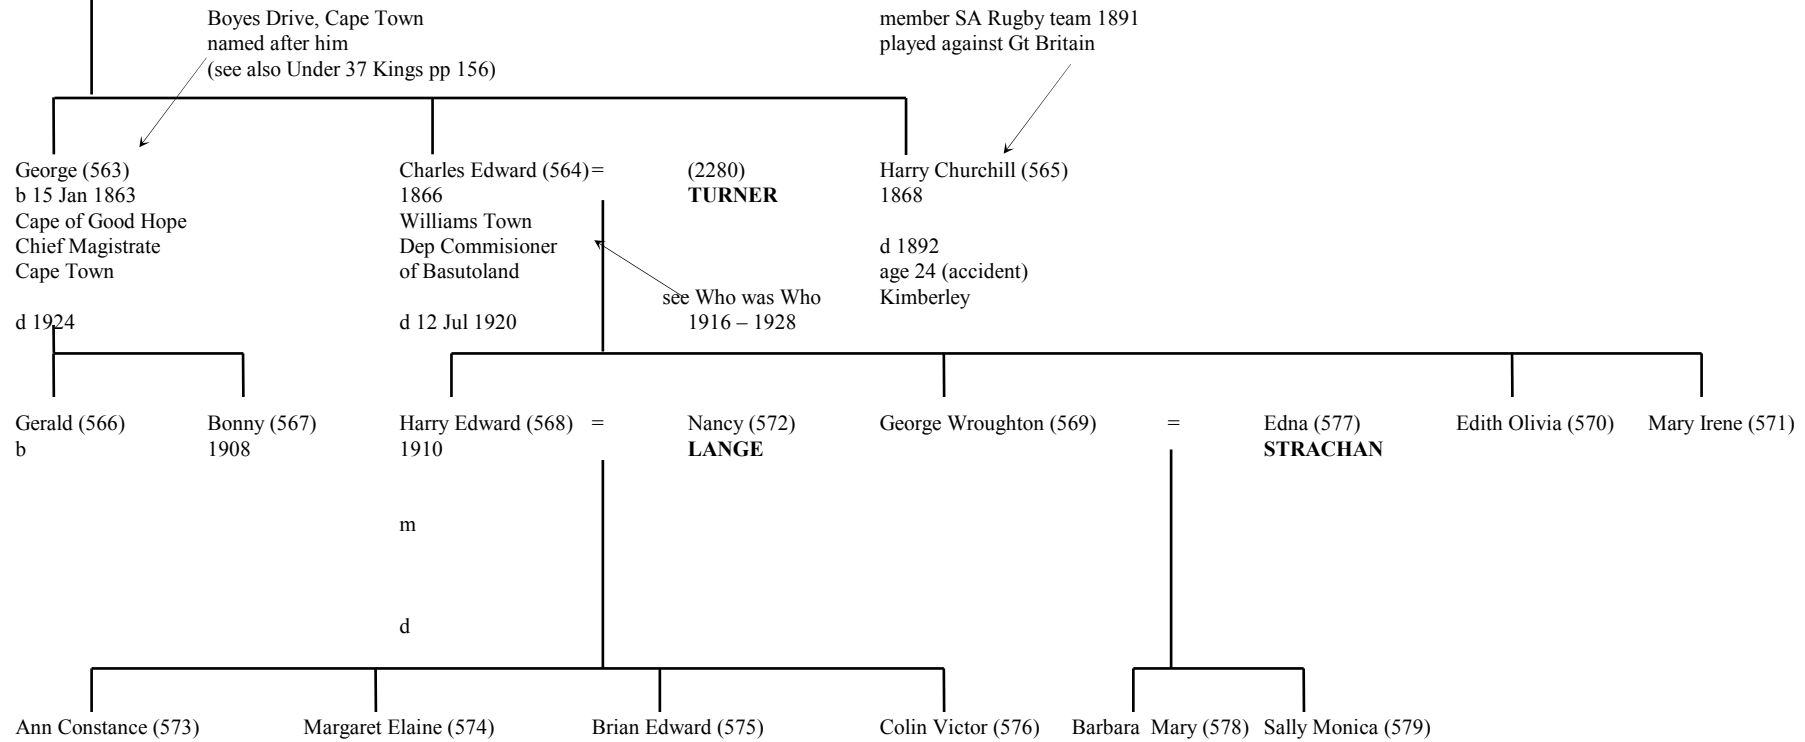 Boyes Drive, Cape Town
named after him
(see also Under 37 Kings pp 156)
member SA Rugby team 1891
played against Gt Britain
George (563)
b 15 Jan 1863
Cape of Good Hope
Chief Magistrate
Cape Town
d 1924
Charles Edward (564) =
1866
Williams Town
Dep Commisioner
of Basutoland
d 12 Jul 1920
(2280)
TURNER
see Who was Who
1916 – 1928
Harry Churchill (565)
1868
d 1892
age 24 (accident)
Kimberley
Gerald (566)
b
Bonny (567)
1908
Harry Edward (568) =
1910
m
d
Nancy (572)
LANGE
George Wroughton (569) =
Edna (577)
STRACHAN
Edith Olivia (570)
Mary Irene (571)
Ann Constance (573)
Margaret Elaine (574)
Brian Edward (575)
Colin Victor (576)
Barbara Mary (578)
Sally Monica (579)